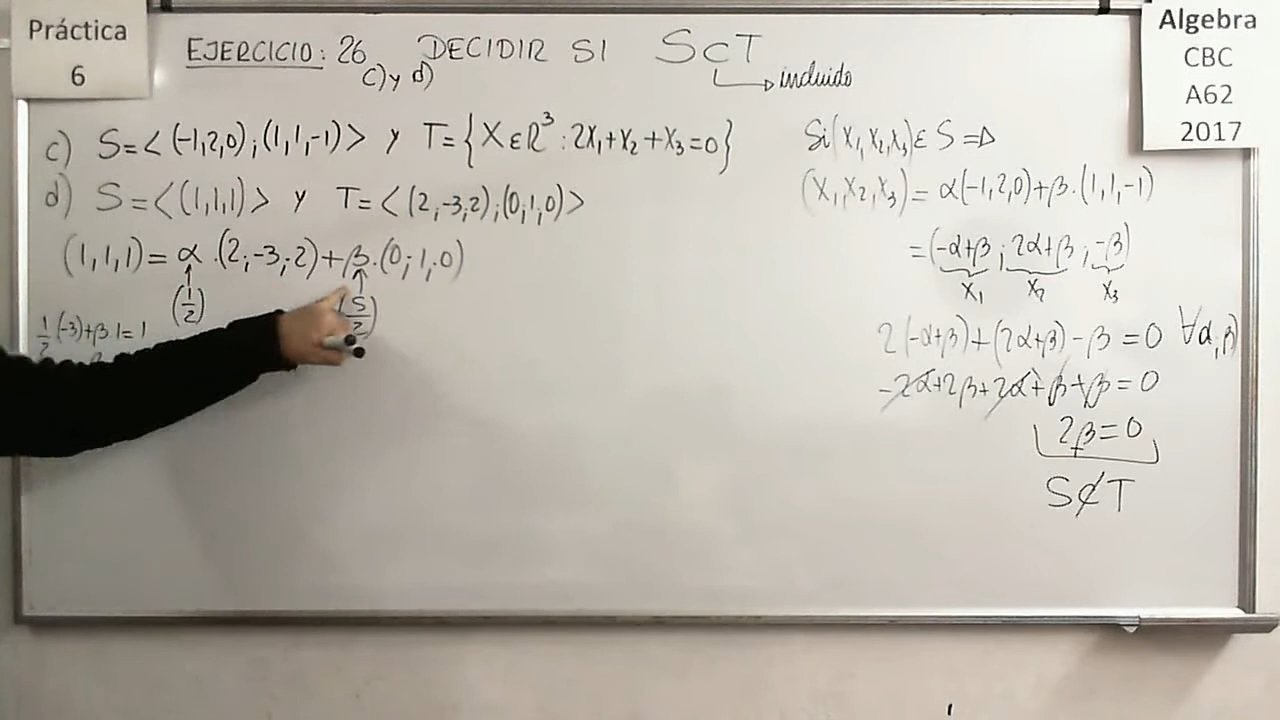 Práctica
6
EJERCICIO: 26 c) y d) DECIDIR SI S⊂T
incluido
Algebra
CBC
A62
2017
c) S=<(-1,2,0);(1,1,-1)> y T={X∈ℝ³:2X₁+X₂+X₃=0}
d) S=<(1,1,1)> y T=<(2,-3,2);(0,1,0)>
(1,1,1)=α.(2,-3,2)+β.(0,1,0)
(1/2) (5/2)
1/2(-3)+β.1=1
Si (X₁,X₂,X₃)∈S ⇒
(X₁,X₂,X₃)=α(-1,2,0)+β.(1,1,-1)
=(-α+β;2α+β;-β)
X₁ X₂ X₃
2(-α+β)+(2α+β)-β=0 ∀α,β
-2α+2β+2α+β+β=0
2β=0
S⊄T